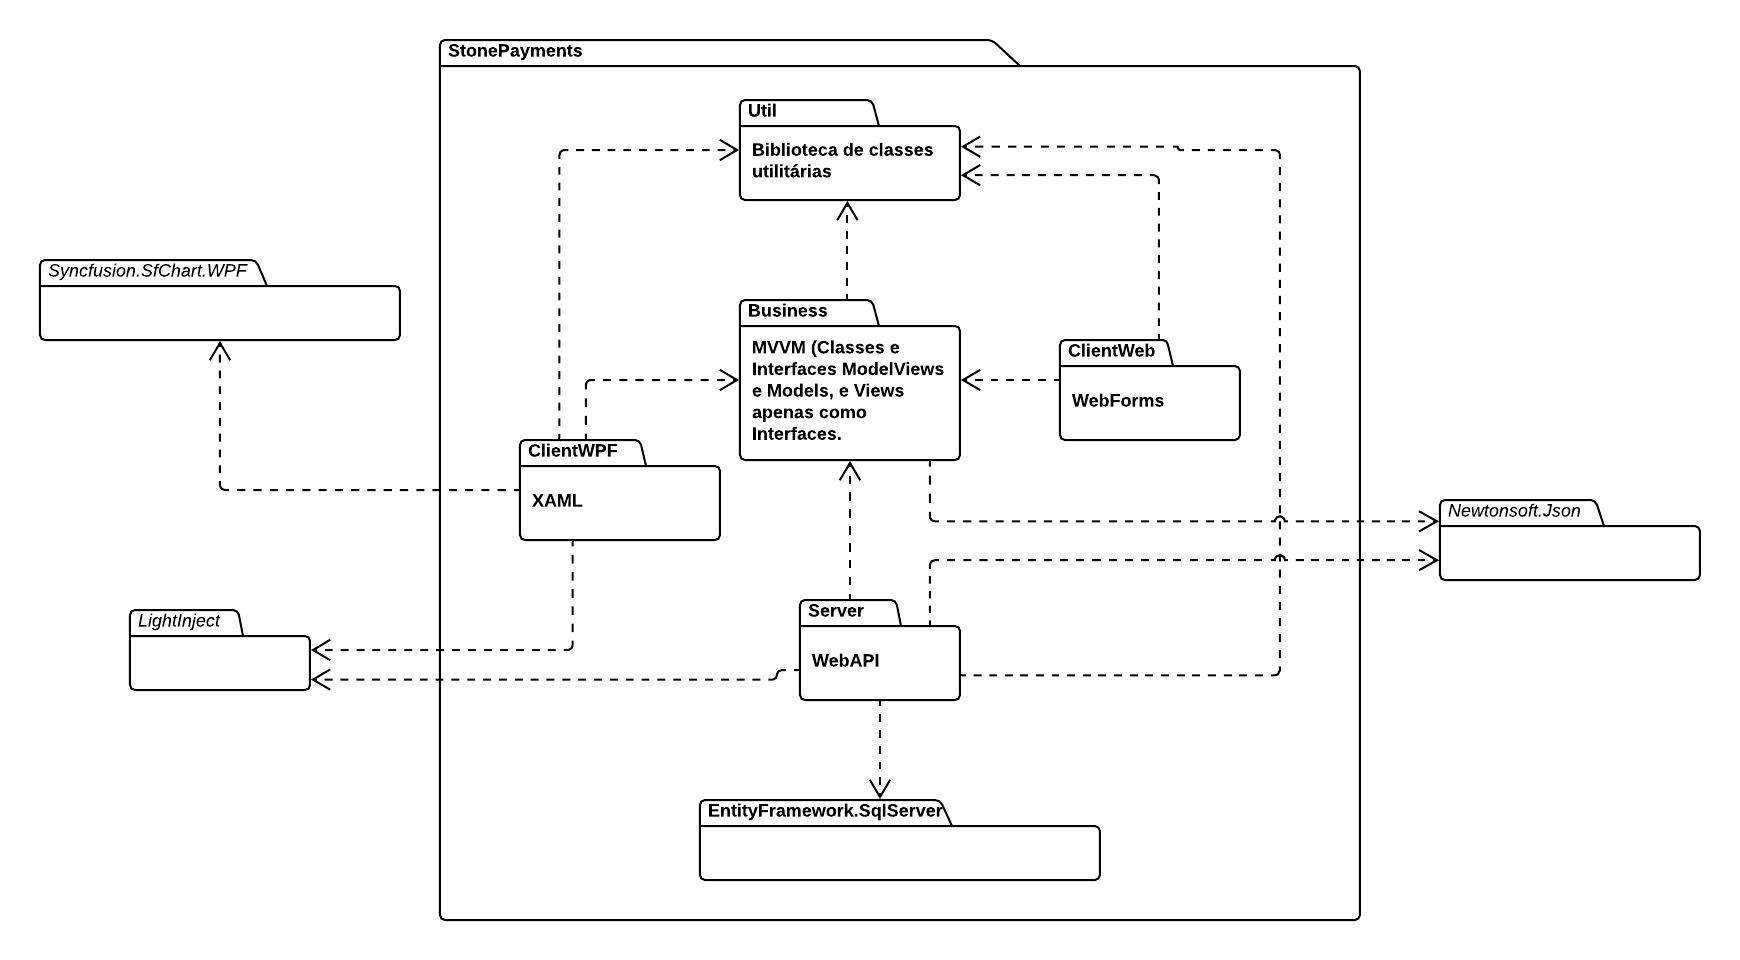 StonePayments
Util
Biblioteca de classes
utilitárias
Syncfusion.SfChart.WPF
Business
MVVM (Classes e
Interfaces ModelViews
e Models, e Views
apenas como
Interfaces.
ClientWeb
WebForms
ClientWPF
XAML
Newtonsoft.Json
LightInject
Server
WebAPI
EntityFramework.SqlServer